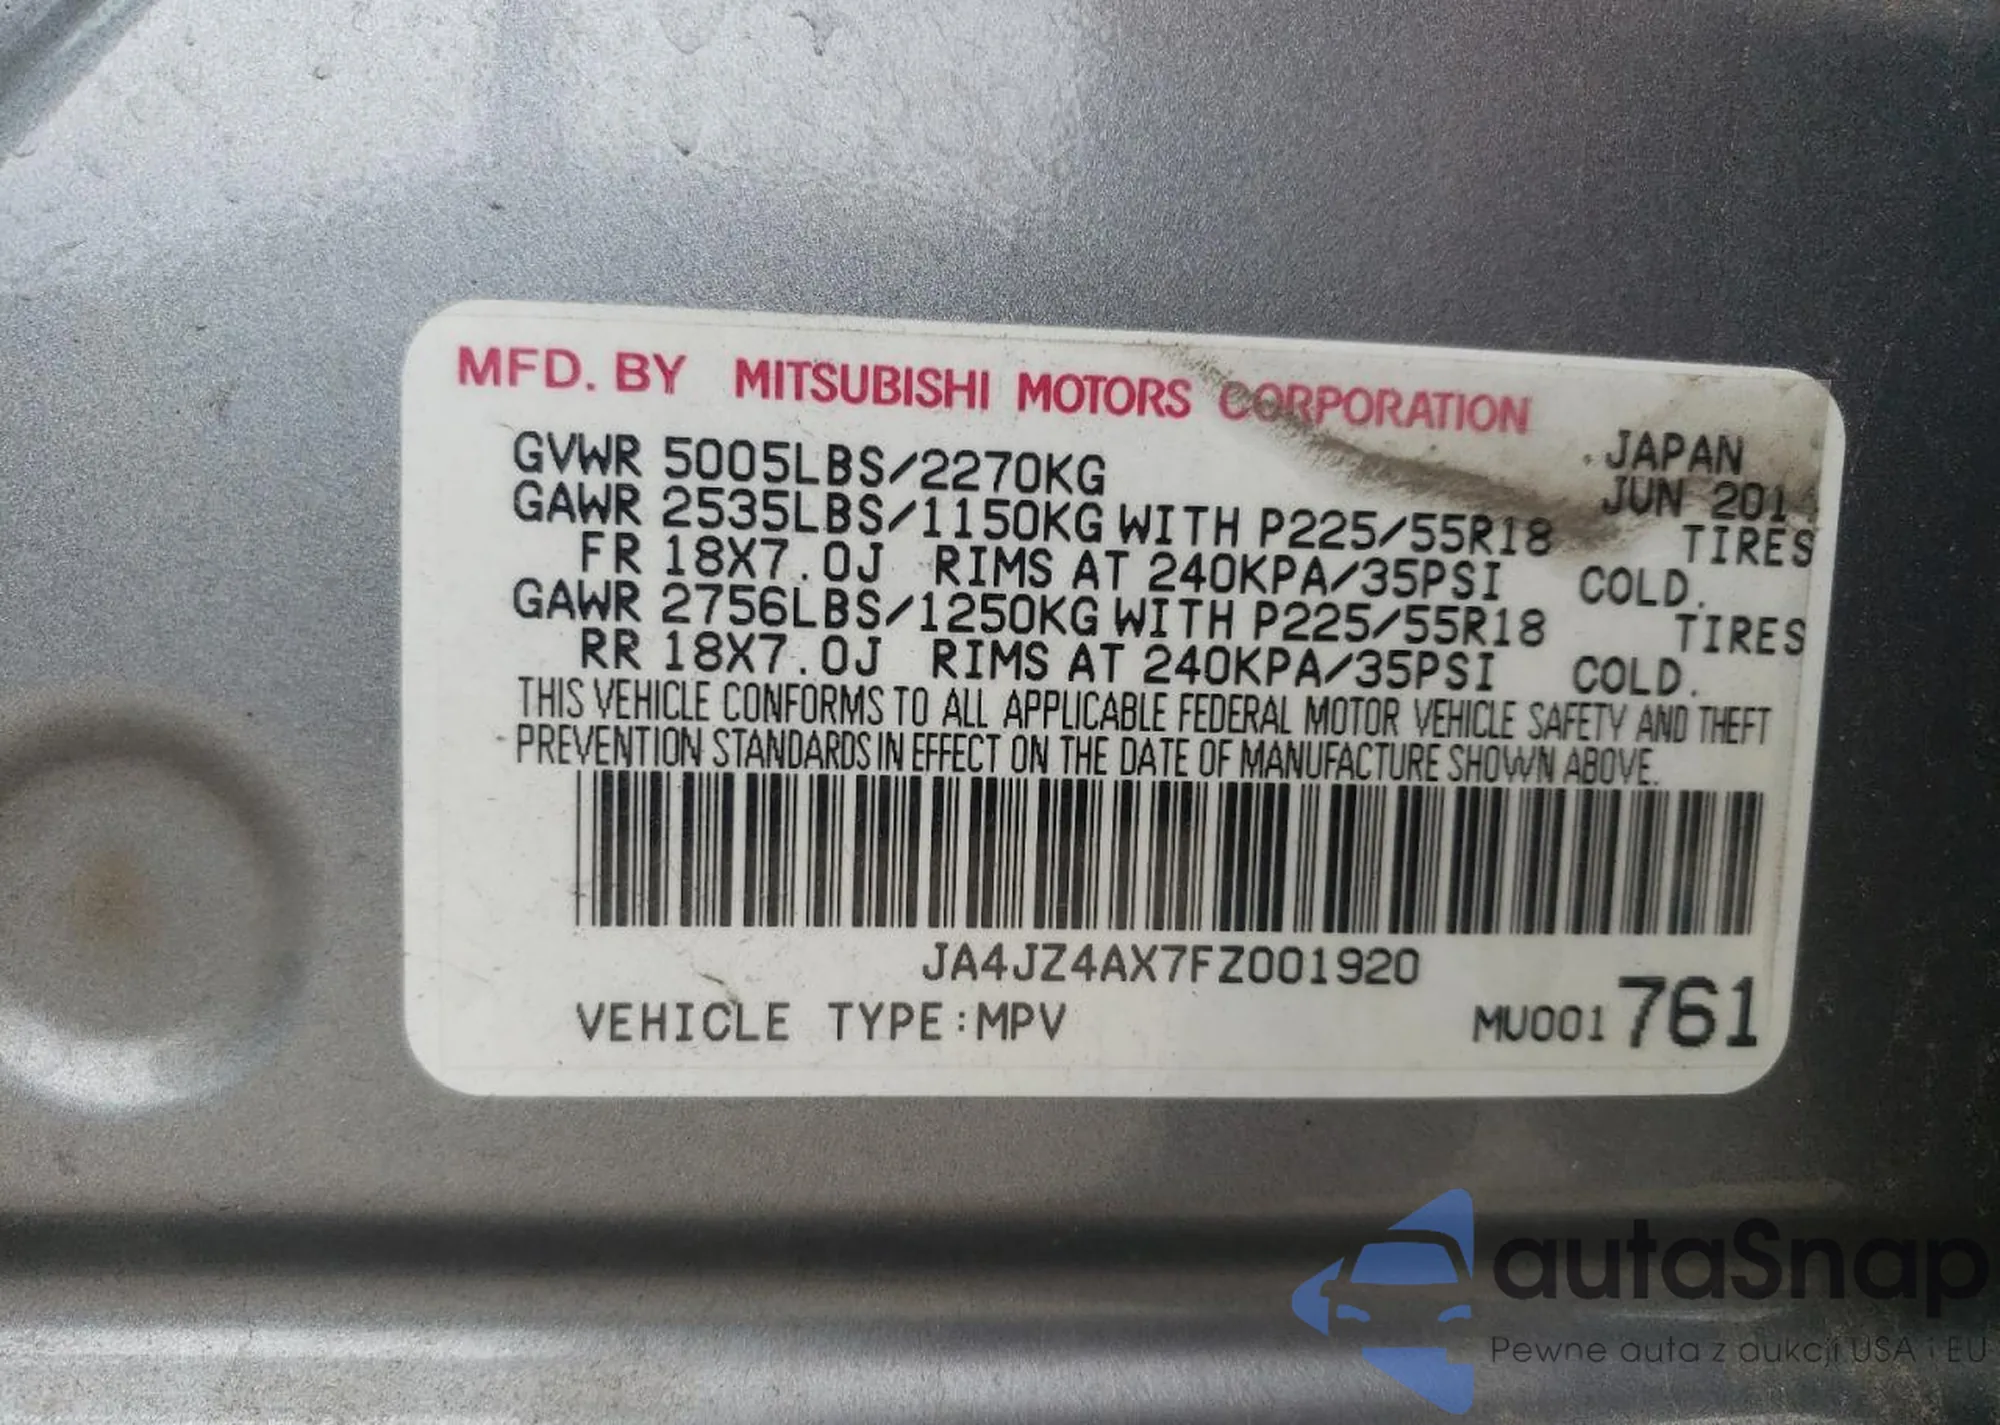 MFD. BY MITSUBISHI MOTORS CORPORATION
JAPAN
GVWR 5005LBS/2270KG
JUN 201
GAWR 2535LBS/1150KG WITH P225/55R18 TIRES
FR 18X7.0J RIMS AT 240KPA/35PSI COLD.
GAWR 2756LBS/1250KG WITH P225/55R18 TIRES
RR 18X7.0J RIMS AT 240KPA/35PSI COLD.
THIS VEHICLE CONFORMS TO ALL APPLICABLE FEDERAL MOTOR VEHICLE SAFETY AND THEFT
PREVENTION STANDARDS IN EFFECT ON THE DATE OF MANUFACTURE SHOWN ABOVE.
JA4JZ4AX7FZ001920
VEHICLE TYPE:MPV MU001 761
autaSnap
Pewne auta z aukcji USA i EU